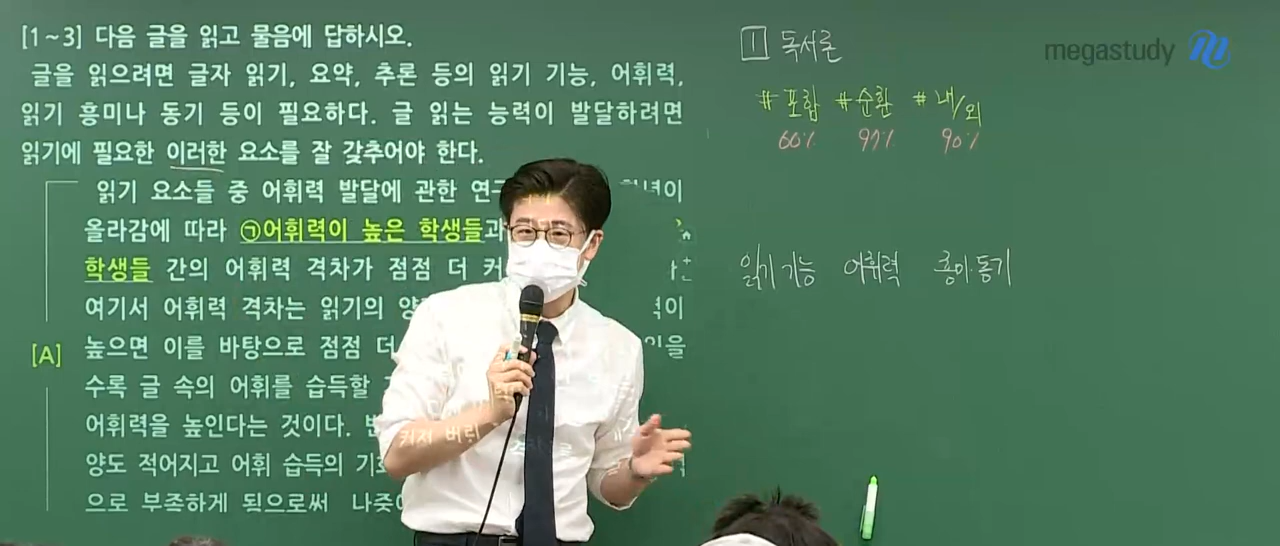 [1~3] 다음 글을 읽고 물음에 답하시오.
글을 읽으려면 글자 읽기, 요약, 추론 등의 읽기 기능, 어휘력,
읽기 흥미나 동기 등이 필요하다. 글 읽는 능력이 발달하려면
읽기에 필요한 이러한 요소를 잘 갖추어야 한다.
읽기 요소들 중 어휘력 발달에 관한
올라감에 따라 ㉠어휘력이 높은 학생들과
학생들 간의 어휘력 격차가 점점 더
여기서 어휘력 격차는 읽기의
[A] 높으면 이를 바탕으로 점점 더
수록 글 속의 어휘를 습득할
어휘력을 높인다는 것이다.
양도 적어지고 어휘 습득의
으로 부족하게 됨으로써
1 독서론
megastudy
#포함 #순환 #내/외
60% 97% 90%
읽기 기능 어휘력 흥미·동기